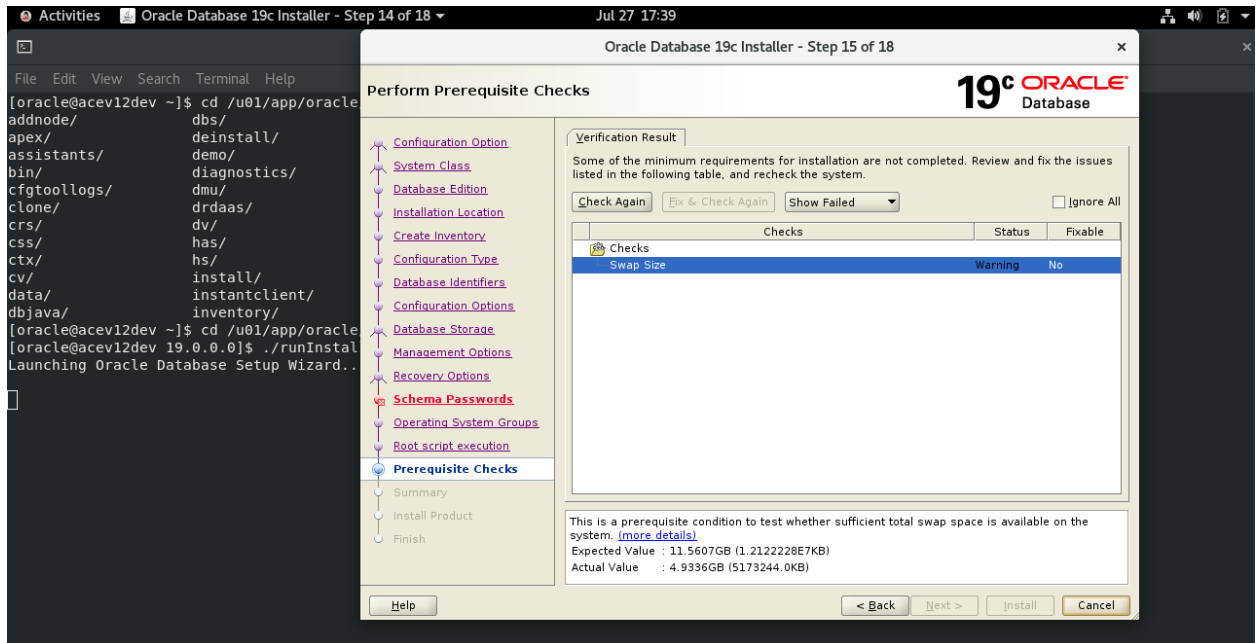 Activities Oracle Database 19c Installer - Step 14 of 18 Jul 27 17:39
File Edit View Search Terminal Help
[oracle@acev12dev ~]$ cd /u01/app/oracle
addnode/ dbs/
apex/ deinstall/
assistants/ demo/
bin/ diagnostics/
cfgtoollogs/ dmu/
clone/ drdaas/
crs/ dv/
css/ has/
ctx/ hs/
cv/ install/
data/ instantclient/
dbjava/ inventory/
[oracle@acev12dev ~]$ cd /u01/app/oracle
[oracle@acev12dev 19.0.0.0]$ ./runInstal
Launching Oracle Database Setup Wizard..
Oracle Database 19c Installer - Step 15 of 18
Perform Prerequisite Checks
19c ORACLE
Database
Configuration Option
System Class
Database Edition
Installation Location
Create Inventory
Configuration Type
Database Identifiers
Configuration Options
Database Storage
Management Options
Recovery Options
Schema Passwords
Operating System Groups
Root script execution
Prerequisite Checks
Summary
Install Product
Finish
Verification Result
Some of the minimum requirements for installation are not completed. Review and fix the issues
listed in the following table, and recheck the system.
Check Again Fix & Check Again Show Failed Ignore All
Checks Status Fixable
Checks
Swap Size Warning No
This is a prerequisite condition to test whether sufficient total swap space is available on the
system. (more details)
Expected Value : 11.5607GB (1.2122228E7KB)
Actual Value : 4.9336GB (5173244.0KB)
Help < Back Next > Install Cancel